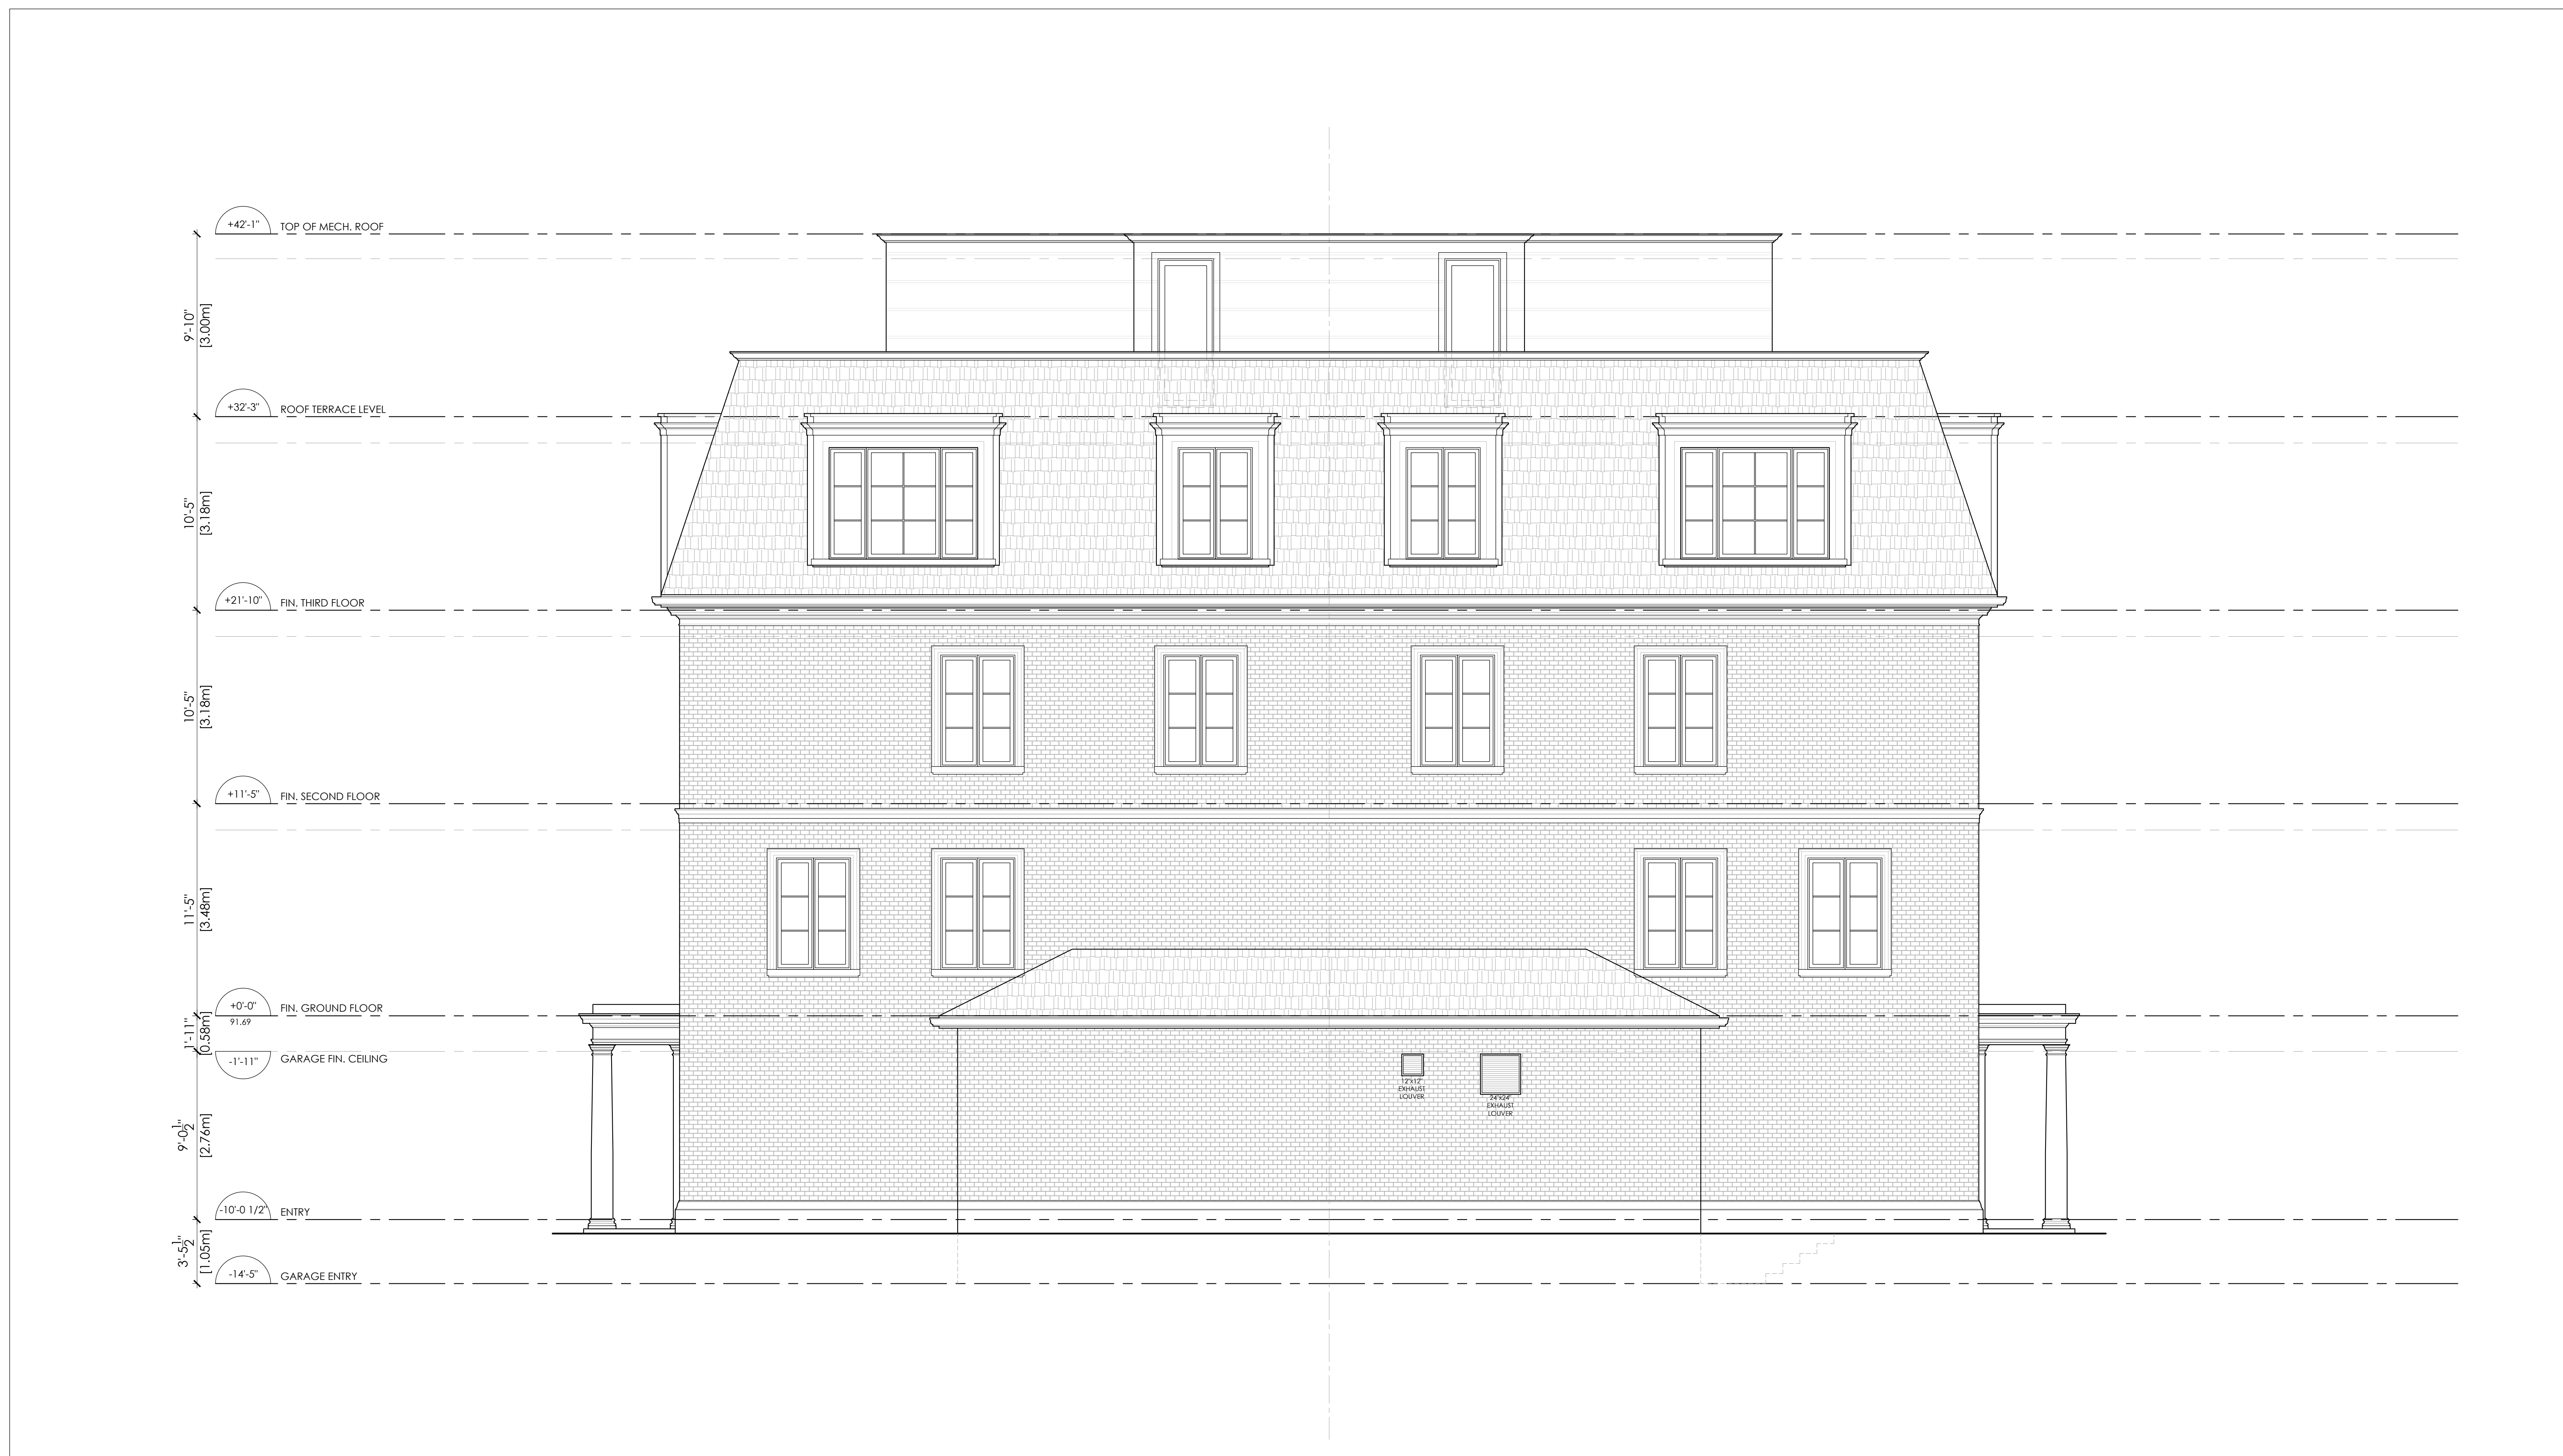 +42'-1" TOP OF MECH. ROOF
9'-10"
[3.00m]
+32'-3" ROOF TERRACE LEVEL
10'-5"
[3.18m]
+21'-10" FIN. THIRD FLOOR
10'-5"
[3.18m]
+11'-5" FIN. SECOND FLOOR
11'-5"
[3.48m]
+0'-0" FIN. GROUND FLOOR
91.69
1'-11"
[0.58m]
-1'-11" GARAGE FIN. CEILING
12"x12"
EXHAUST
LOUVER
24"x24"
EXHAUST
LOUVER
9'-0 1/2"
[2.76m]
-10'-0 1/2" ENTRY
3'-5 1/2"
[1.05m]
-14'-5" GARAGE ENTRY